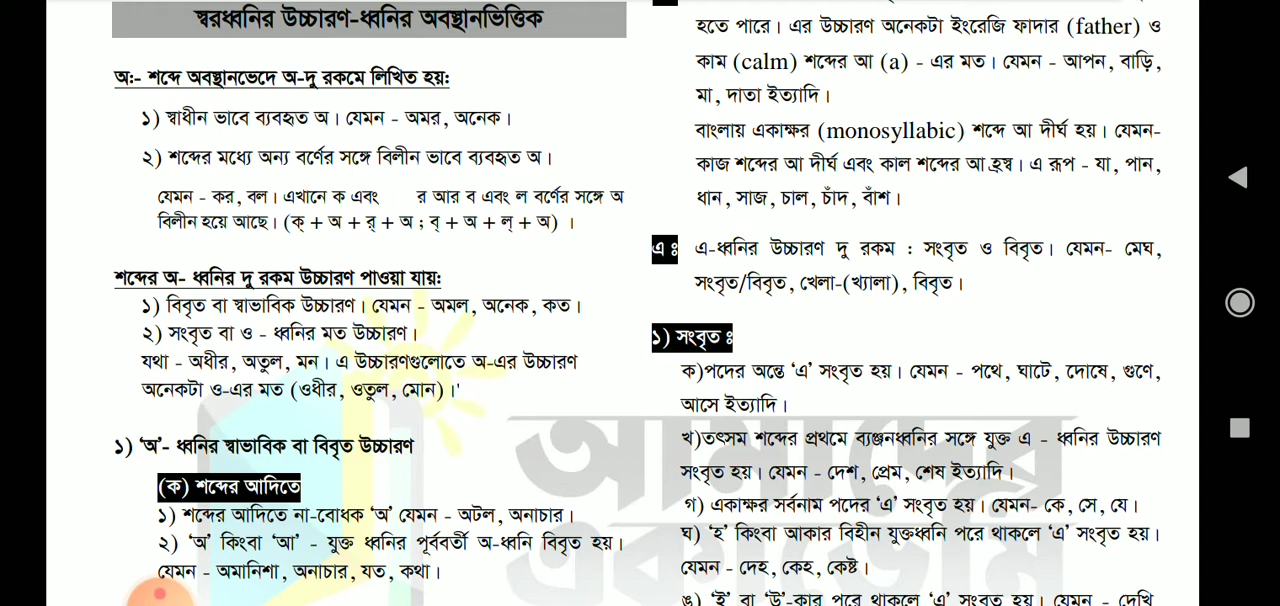 স্বরধ্বনির উচ্চারণ-ধ্বনির অবস্থানভিত্তিক
অ:- শব্দে অবস্থানভেদে অ-দু রকমে লিখিত হয়:
১) স্বাধীন ভাবে ব্যবহৃত অ। যেমন - অমর, অনেক।
২) শব্দের মধ্যে অন্য বর্ণের সঙ্গে বিলীন ভাবে ব্যবহৃত অ।
যেমন - কর, বল। এখানে ক এবং র আর ব এবং ল বর্ণের সঙ্গে অ
বিলীন হয়ে আছে। (ক্ + অ + র্ + অ ; ব্ + অ + ল্ + অ) ।
শব্দের অ- ধ্বনির দু রকম উচ্চারণ পাওয়া যায়:
১) বিবৃত বা স্বাভাবিক উচ্চারণ। যেমন - অমল, অনেক, কত।
২) সংবৃত বা ও - ধ্বনির মত উচ্চারণ।
যথা - অধীর, অতুল, মন। এ উচ্চারণগুলোতে অ-এর উচ্চারণ
অনেকটা ও-এর মত (ওধীর, ওতুল, মোন)।'
১) ‘অ’- ধ্বনির স্বাভাবিক বা বিবৃত উচ্চারণ
(ক) শব্দের আদিতে
১) শব্দের আদিতে না-বোধক ‘অ’ যেমন - অটল, অনাচার।
২) ‘অ’ কিংবা ‘আ’ - যুক্ত ধ্বনির পূর্ববর্তী অ-ধ্বনি বিবৃত হয়।
যেমন - অমানিশা, অনাচার, যত, কথা।
হতে পারে। এর উচ্চারণ অনেকটা ইংরেজি ফাদার (father) ও
কাম (calm) শব্দের আ (a) - এর মত। যেমন - আপন, বাড়ি,
মা, দাতা ইত্যাদি।
বাংলায় একাক্ষর (monosyllabic) শব্দে আ দীর্ঘ হয়। যেমন-
কাজ শব্দের আ দীর্ঘ এবং কাল শব্দের আ হ্রস্ব। এ রূপ - যা, পান,
ধান, সাজ, চাল, চাঁদ, বাঁশ।
এ ঃ এ-ধ্বনির উচ্চারণ দু রকম : সংবৃত ও বিবৃত। যেমন- মেঘ,
সংবৃত/বিবৃত, খেলা-(খ্যালা), বিবৃত।
১) সংবৃত ঃ
ক)পদের অন্তে ‘এ’ সংবৃত হয়। যেমন - পথে, ঘাটে, দোষে, গুণে,
আসে ইত্যাদি।
খ)তৎসম শব্দের প্রথমে ব্যঞ্জনধ্বনির সঙ্গে যুক্ত এ - ধ্বনির উচ্চারণ
সংবৃত হয়। যেমন - দেশ, প্রেম, শেষ ইত্যাদি।
গ) একাক্ষর সর্বনাম পদের ‘এ’ সংবৃত হয়। যেমন- কে, সে, যে।
ঘ) ‘হ’ কিংবা আকার বিহীন যুক্তধ্বনি পরে থাকলে ‘এ’ সংবৃত হয়।
যেমন - দেহ, কেহ, কেষ্ট।
ঙ) ‘ই’ বা ‘উ’-কার পরে থাকলে ‘এ’ সংবৃত হয়। যেমন - দেখি
আমাদের
একাডেমি